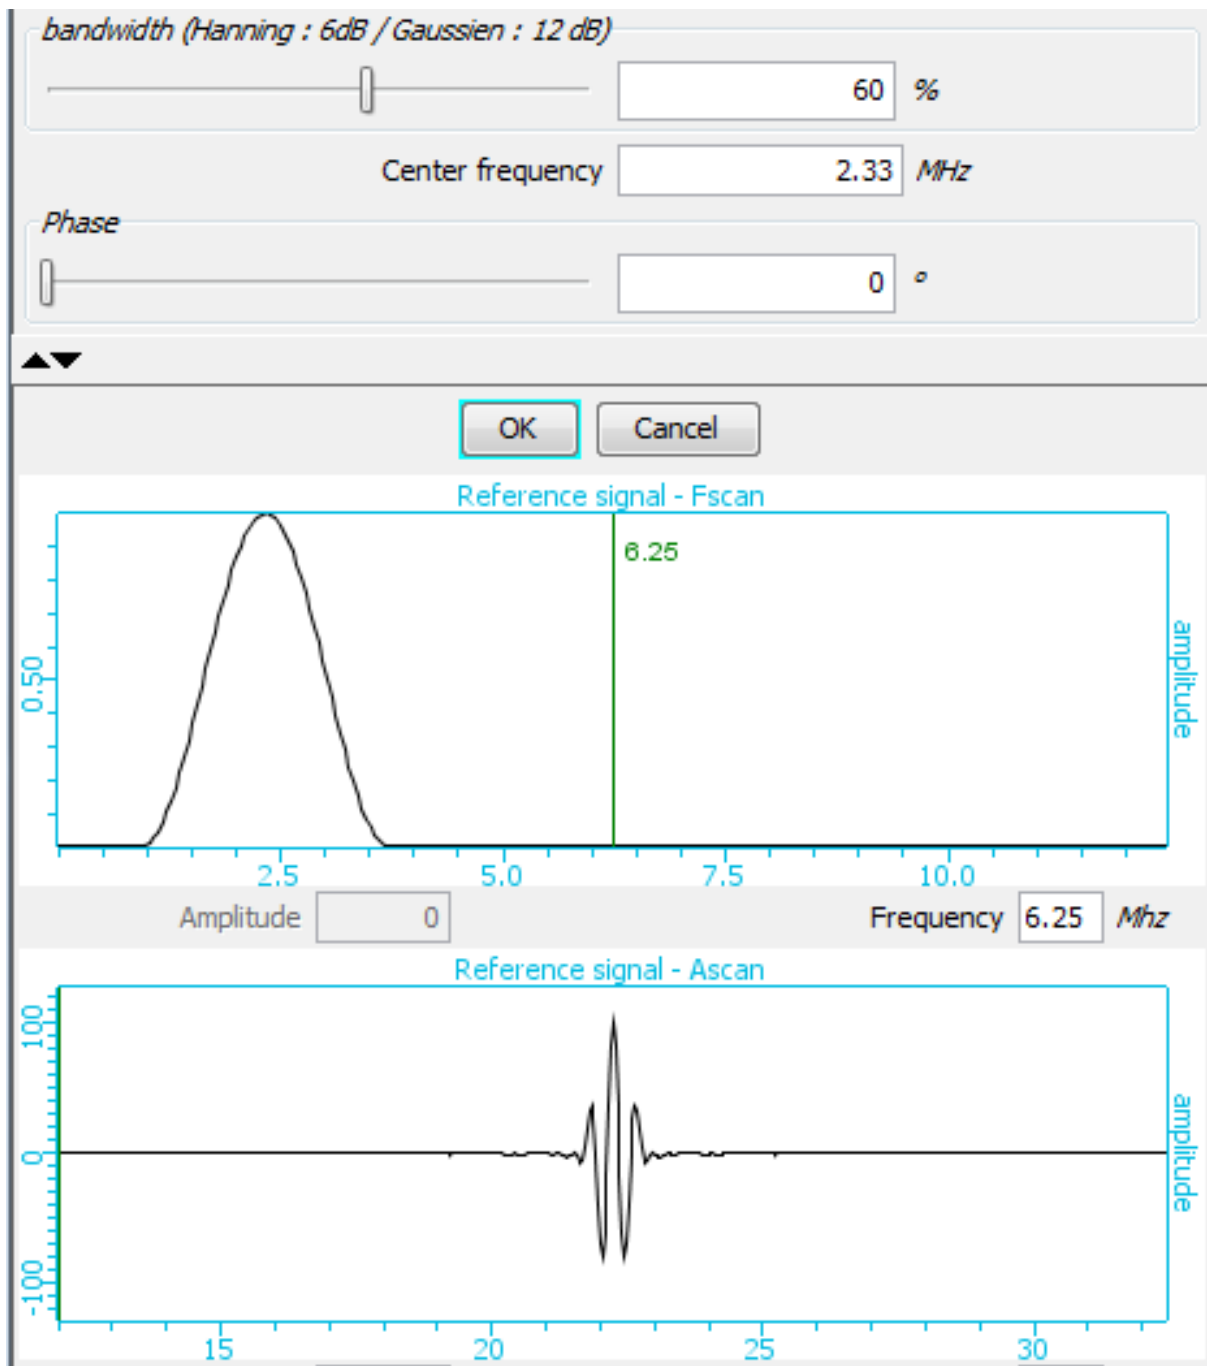 bandwidth (Hanning : 6dB / Gaussien : 12 dB)
60 %
Center frequency 2.33 MHz
Phase
0 °
OK Cancel
Reference signal - Fscan
6.25
0.50
amplitude
2.5 5.0 7.5 10.0
Amplitude 0 Frequency 6.25 Mhz
Reference signal - Ascan
100
0
-100
amplitude
15 20 25 30